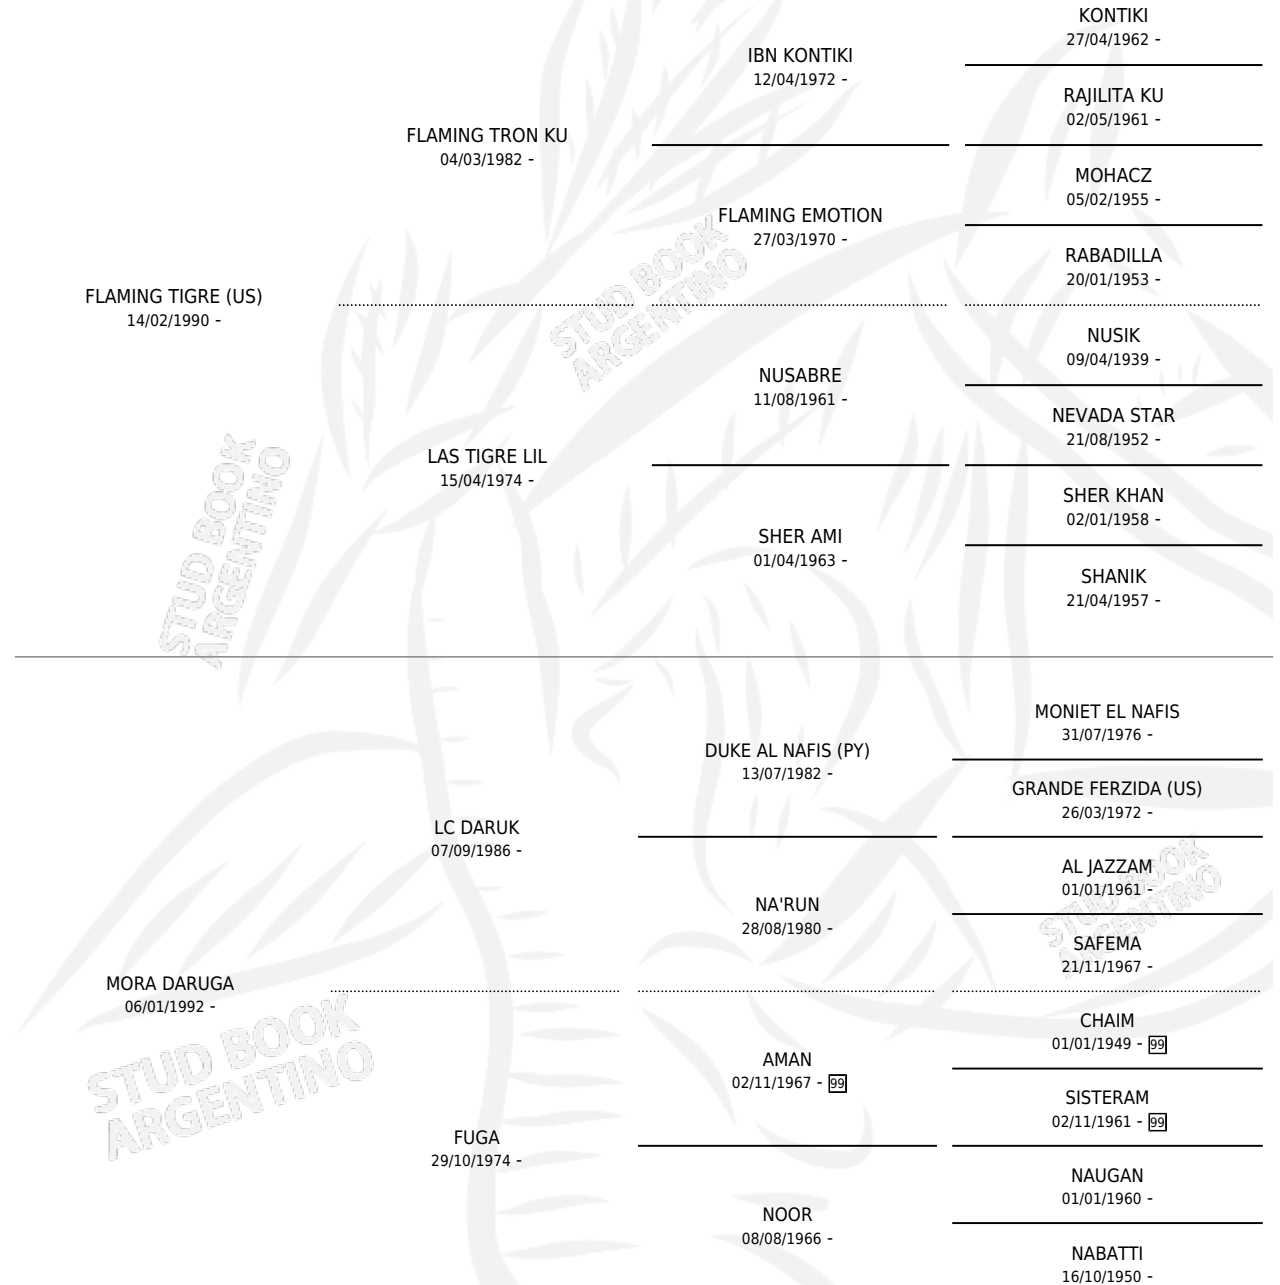 KONTIKI
27/04/1962 -
IBN KONTIKI
12/04/1972 -
RAJILITA KU
02/05/1961 -
FLAMING TRON KU
04/03/1982 -
MOHACZ
05/02/1955 -
FLAMING EMOTION
27/03/1970 -
RABADILLA
20/01/1953 -
FLAMING TIGRE (US)
14/02/1990 -
STUD BOOK
ARGENTINO
NUSIK
09/04/1939 -
NUSABRE
11/08/1961 -
NEVADA STAR
21/08/1952 -
LAS TIGRE LIL
15/04/1974 -
SHER KHAN
02/01/1958 -
SHER AMI
01/04/1963 -
SHANIK
21/04/1957 -
STUD BOOK
ARGENTINO
MONIET EL NAFIS
31/07/1976 -
DUKE AL NAFIS (PY)
13/07/1982 -
GRANDE FERZIDA (US)
26/03/1972 -
LC DARUK
07/09/1986 -
AL JAZZAM
01/01/1961 -
NA'RUN
28/08/1980 -
SAFEMA
21/11/1967 -
STUD BOOK
ARGENTINO
MORA DARUGA
06/01/1992 -
CHAIM
01/01/1949 - 99
AMAN
02/11/1967 - 99
SISTERAM
02/11/1961 - 99
STUD BOOK
ARGENTINO
FUGA
29/10/1974 -
NAUGAN
01/01/1960 -
NOOR
08/08/1966 -
NABATTI
16/10/1950 -